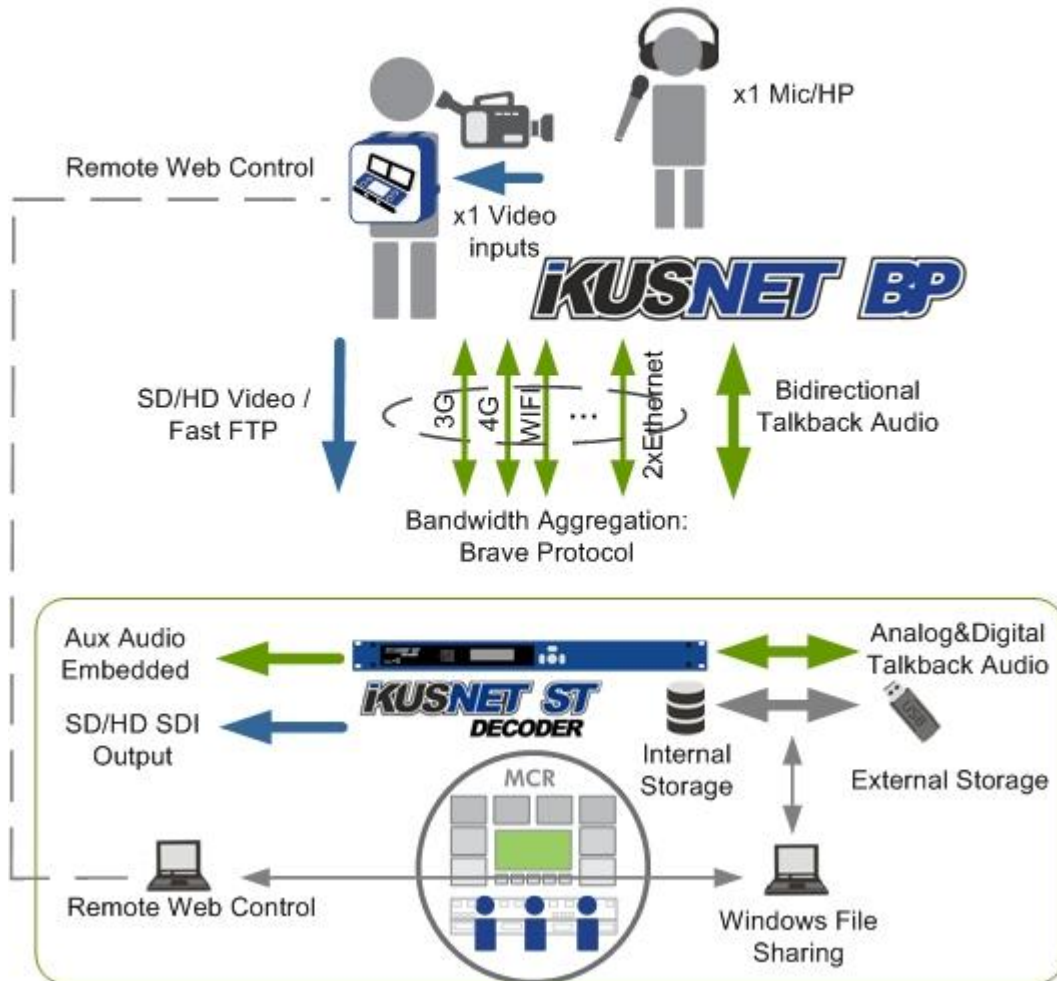 x1 Mic/HP
Remote Web Control
x1 Video
inputs
iKUSNET BP
SD/HD Video /
Fast FTP
3G
4G
WIFI
...
2xEthernet
Bidirectional
Talkback Audio
Bandwidth Aggregation:
Brave Protocol
Aux Audio
Embedded
Analog&Digital
Talkback Audio
iKUSNET ST
DECODER
SD/HD SDI
Output
USB
Internal
Storage
External Storage
MCR
Remote Web Control
Windows File
Sharing